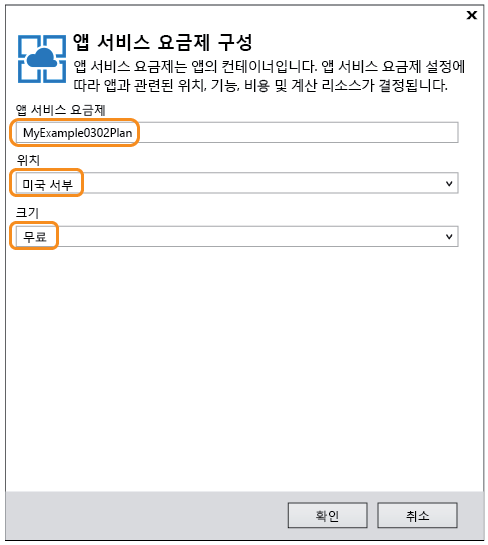 x
앱 서비스 요금제 구성
앱 서비스 요금제는 앱의 컨테이너입니다. 앱 서비스 요금제 설정에
따라 앱과 관련된 위치, 기능, 비용 및 계산 리소스가 결정됩니다.
앱 서비스 요금제
MyExample0302Plan
위치
미국 서부
크기
무료
확인
취소